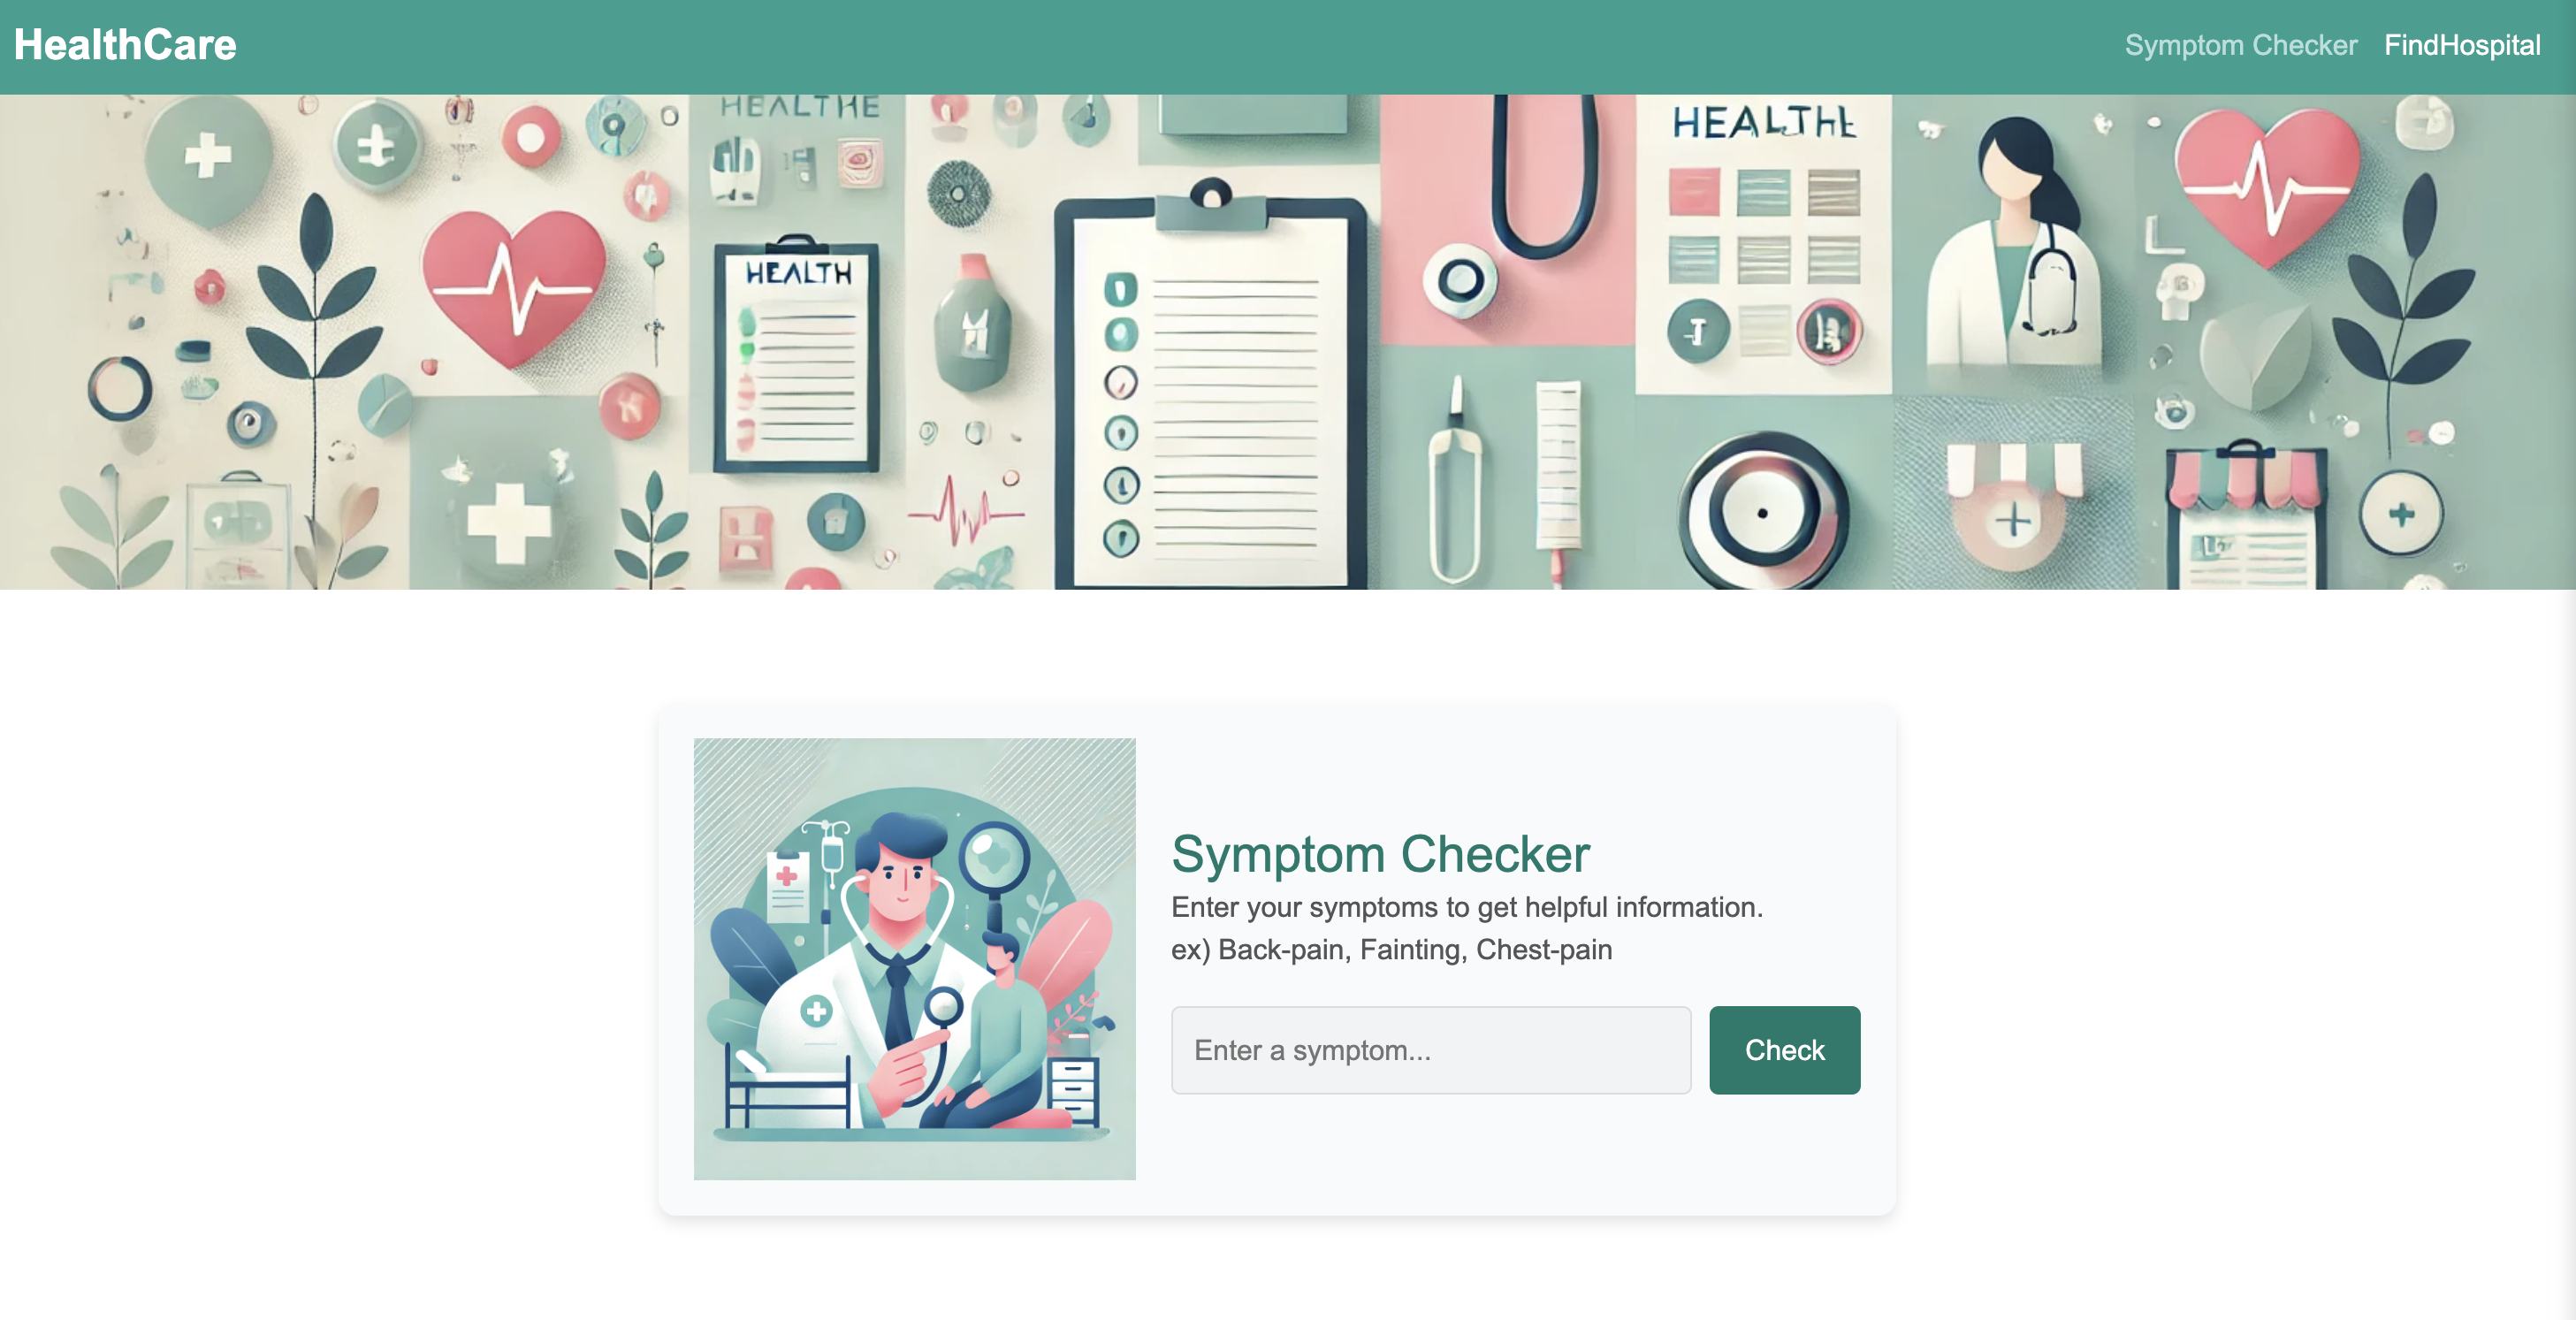 HealthCare
Symptom Checker FindHospital
HEALTHE
HEALTHL
HEALTH
Symptom Checker
Enter your symptoms to get helpful information.
ex) Back-pain, Fainting, Chest-pain
Enter a symptom...
Check